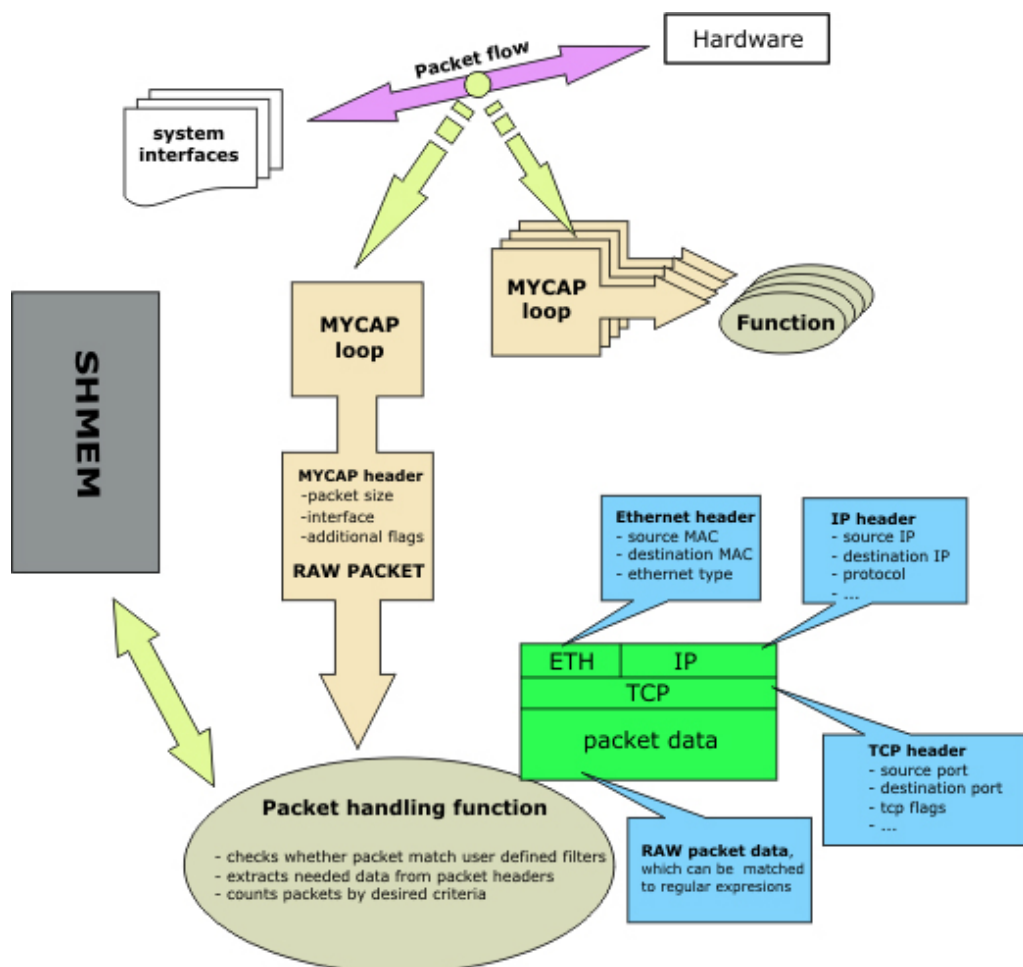 Hardware
Packet flow
system
interfaces
MYCAP
loop
Function
MYCAP
loop
SHMEM
MYCAP header
-packet size
-interface
-additional flags
RAW PACKET
Ethernet header
- source MAC
- destination MAC
- ethernet type
IP header
- source IP
- destination IP
- protocol
- ...
ETH
IP
TCP
packet data
TCP header
- source port
- destination port
- tcp flags
- ...
Packet handling function
- checks whether packet match user defined filters
- extracts needed data from packet headers
- counts packets by desired criteria
RAW packet data,
which can be matched
to regular expresions